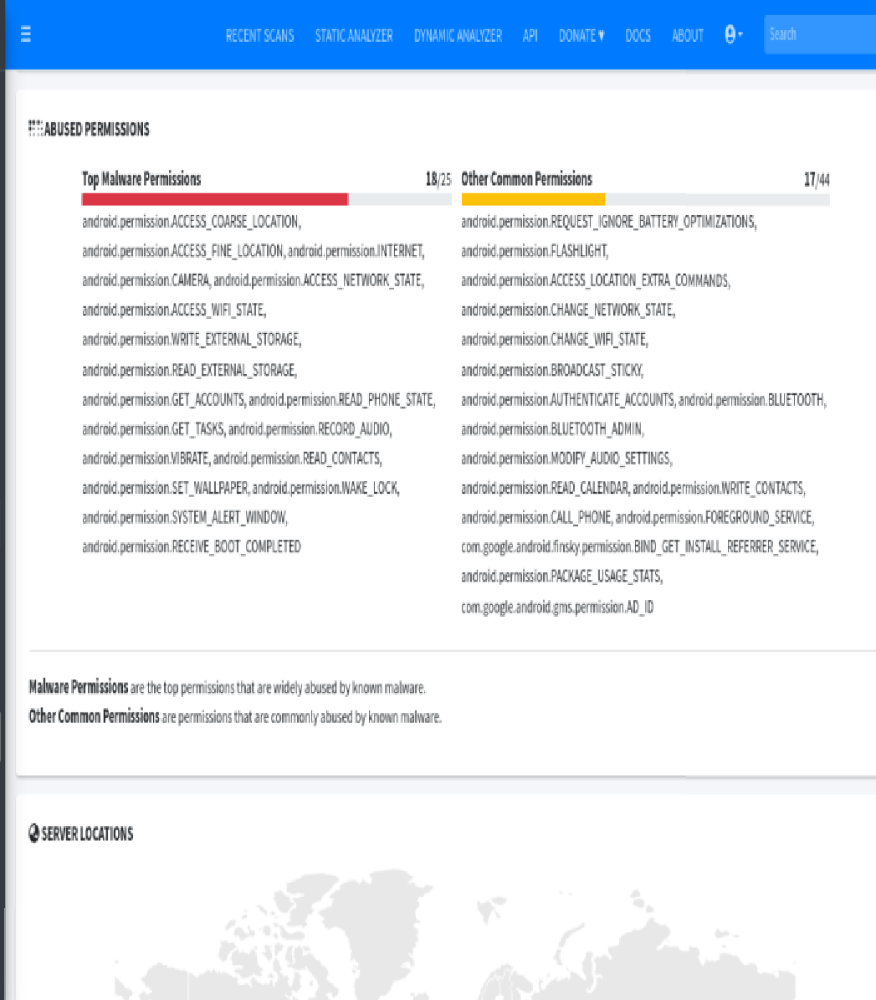 RECENT SCANS STATIC ANALYZER DYNAMIC ANALYZER API DONATE ▼ DOCS ABOUT Search
ABUSED PERMISSIONS
Top Malware Permissions 18/25
android.permission.ACCESS_COARSE_LOCATION,
android.permission.ACCESS_FINE_LOCATION, android.permission.INTERNET,
android.permission.CAMERA, android.permission.ACCESS_NETWORK_STATE,
android.permission.ACCESS_WIFI_STATE,
android.permission.WRITE_EXTERNAL_STORAGE,
android.permission.READ_EXTERNAL_STORAGE,
android.permission.GET_ACCOUNTS, android.permission.READ_PHONE_STATE,
android.permission.GET_TASKS, android.permission.RECORD_AUDIO,
android.permission.VIBRATE, android.permission.READ_CONTACTS,
android.permission.SET_WALLPAPER, android.permission.WAKE_LOCK,
android.permission.SYSTEM_ALERT_WINDOW,
android.permission.RECEIVE_BOOT_COMPLETED
Other Common Permissions 17/44
android.permission.REQUEST_IGNORE_BATTERY_OPTIMIZATIONS,
android.permission.FLASHLIGHT,
android.permission.ACCESS_LOCATION_EXTRA_COMMANDS,
android.permission.CHANGE_NETWORK_STATE,
android.permission.CHANGE_WIFI_STATE,
android.permission.BROADCAST_STICKY,
android.permission.AUTHENTICATE_ACCOUNTS, android.permission.BLUETOOTH,
android.permission.BLUETOOTH_ADMIN,
android.permission.MODIFY_AUDIO_SETTINGS,
android.permission.READ_CALENDAR, android.permission.WRITE_CONTACTS,
android.permission.CALL_PHONE, android.permission.FOREGROUND_SERVICE,
com.google.android.finsky.permission.BIND_GET_INSTALL_REFERRER_SERVICE,
android.permission.PACKAGE_USAGE_STATS,
com.google.android.gms.permission.AD_ID
Malware Permissions are the top permissions that are widely abused by known malware.
Other Common Permissions are permissions that are commonly abused by known malware.
SERVER LOCATIONS